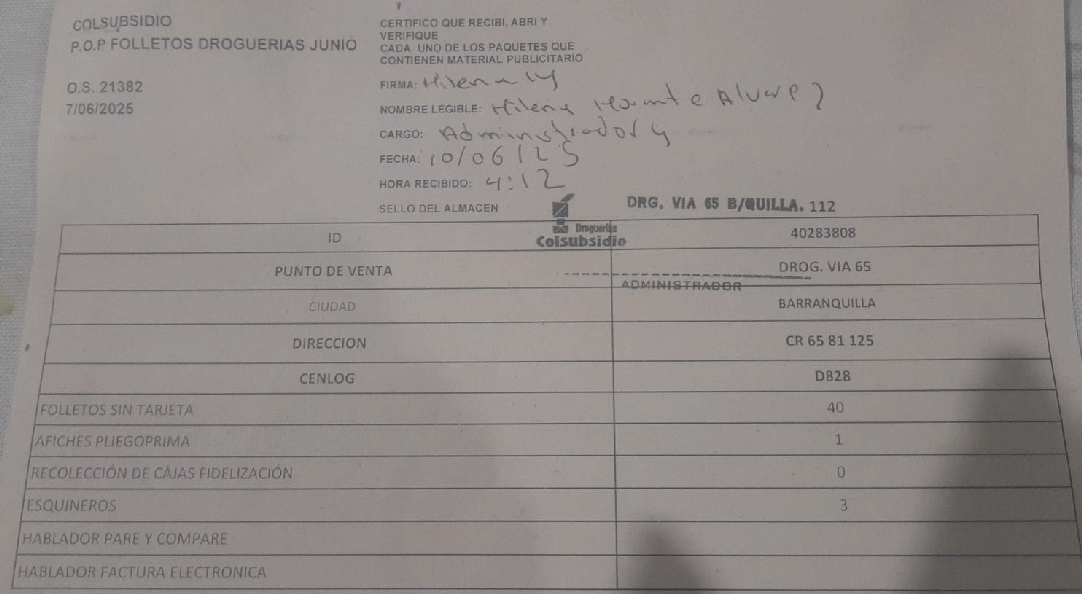 COLSUBSIDIO
P.O.P FOLLETOS DROGUERIAS JUNIO
O.S. 21382
7/06/2025
CERTIFICO QUE RECIBI, ABRI Y
VERIFIQUE
CADA UNO DE LOS PAQUETES QUE
CONTIENEN MATERIAL PUBLICITARIO
FIRMA:
NOMBRE LEGIBLE: Milena Alvarez
CARGO: Administradora
FECHA: 10/06/25
HORA RECIBIDO: 4:12
SELLO DEL ALMACEN
DRG. VIA 65 B/QUILLA. 112
Droguerías
Colsubsidio
ADMINISTRADOR
ID 40283808
PUNTO DE VENTA DROG. VIA 65
CIUDAD BARRANQUILLA
DIRECCION CR 65 81 125
CENLOG D828
FOLLETOS SIN TARJETA 40
AFICHES PLIEGOPRIMA 1
RECOLECCIÓN DE CAJAS FIDELIZACIÓN 0
ESQUINEROS 3
HABLADOR PARE Y COMPARE
HABLADOR FACTURA ELECTRONICA